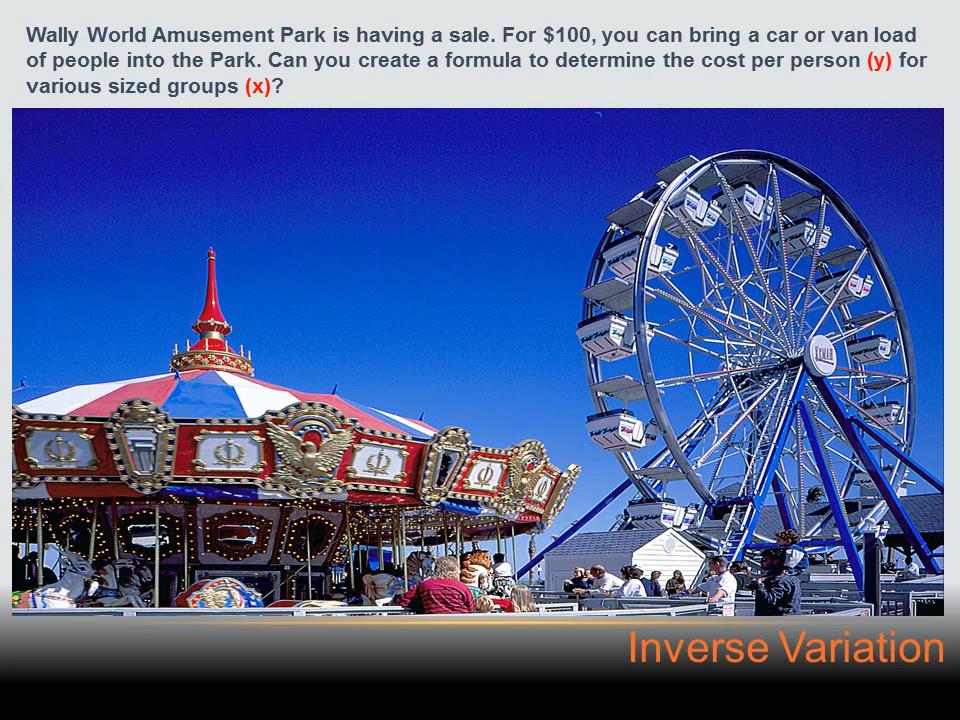 Wally World Amusement Park is having a sale. For $100, you can bring a car or van load
of people into the Park. Can you create a formula to determine the cost per person (y) for
various sized groups (x)?
Inverse Variation